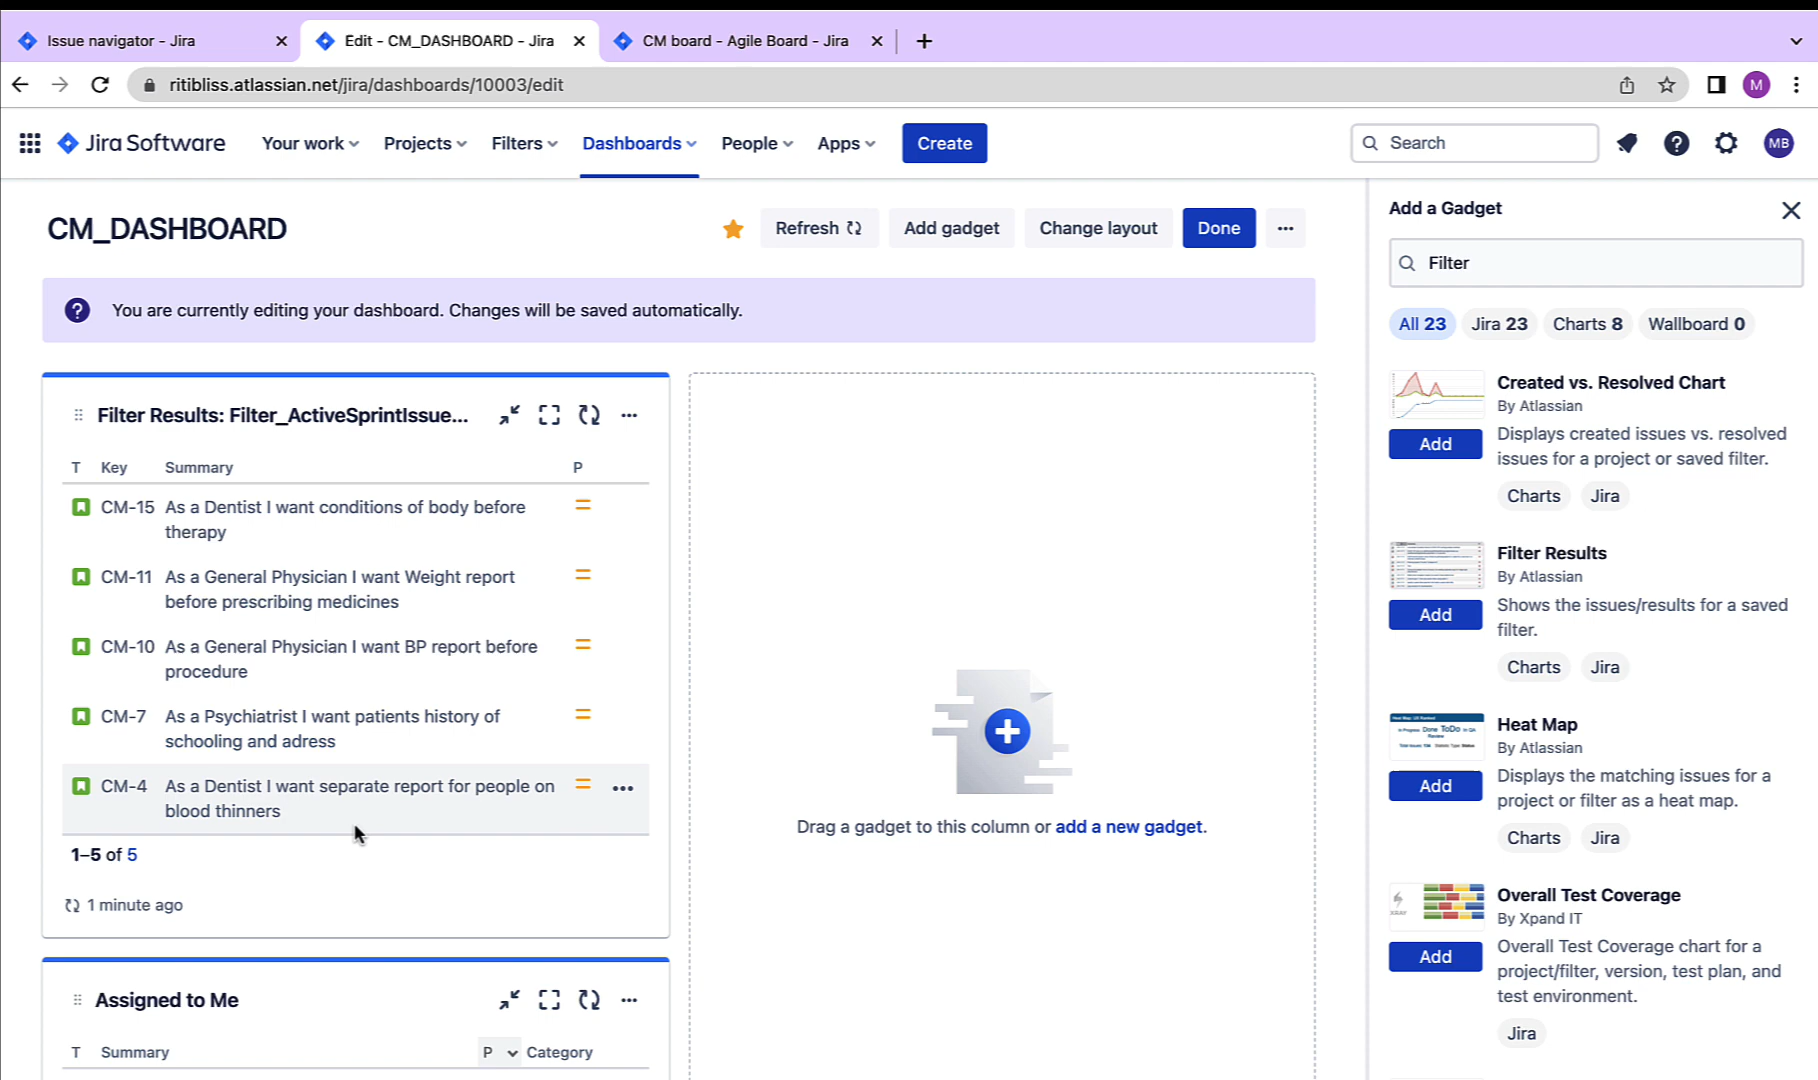 Issue navigator - Jira
Edit - CM_DASHBOARD - Jira
CM board - Agile Board - Jira
ritibliss.atlassian.net/jira/dashboards/10003/edit
M
Jira Software
Your work
Projects
Filters
Dashboards
People
Apps
Create
Search
MB
CM_DASHBOARD
Refresh
Add gadget
Change layout
Done
You are currently editing your dashboard. Changes will be saved automatically.
Filter Results: Filter_ActiveSprintIssue...
T Key Summary P
CM-15 As a Dentist I want conditions of body before
therapy
CM-11 As a General Physician I want Weight report
before prescribing medicines
CM-10 As a General Physician I want BP report before
procedure
CM-7 As a Psychiatrist I want patients history of
schooling and adress
CM-4 As a Dentist I want separate report for people on
blood thinners
1–5 of 5
1 minute ago
Assigned to Me
T Summary P Category
Drag a gadget to this column or add a new gadget.
Add a Gadget
Filter
All 23 Jira 23 Charts 8 Wallboard 0
Created vs. Resolved Chart
By Atlassian
Add
Displays created issues vs. resolved
issues for a project or saved filter.
Charts Jira
Filter Results
By Atlassian
Add
Shows the issues/results for a saved
filter.
Charts Jira
Heat Map
By Atlassian
Add
Displays the matching issues for a
project or filter as a heat map.
Charts Jira
XRAY
Overall Test Coverage
By Xpand IT
Add
Overall Test Coverage chart for a
project/filter, version, test plan, and
test environment.
Jira